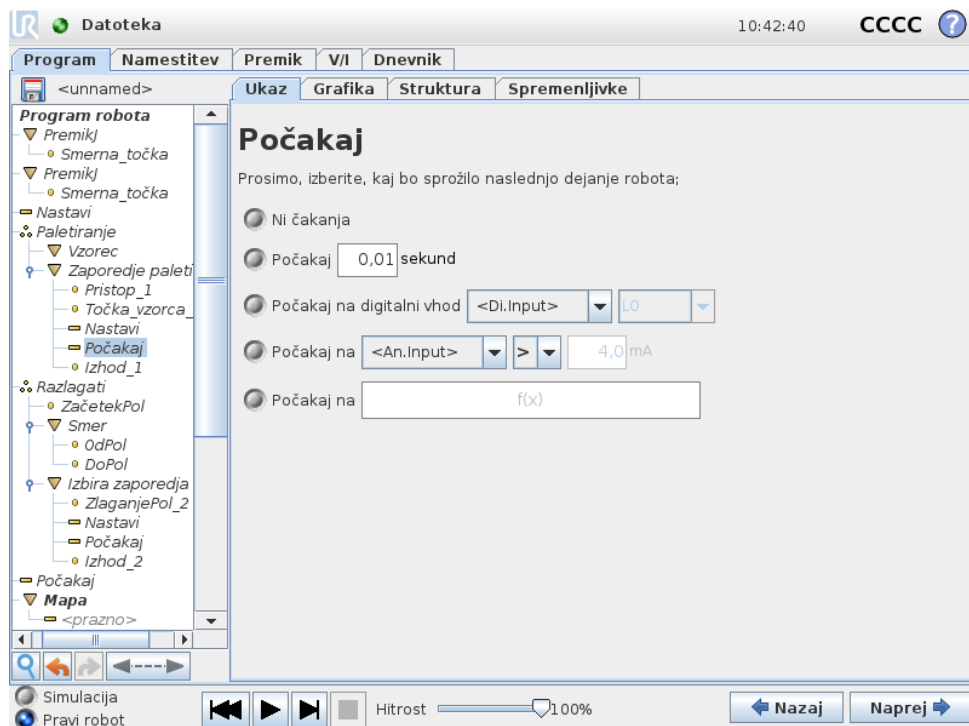 UR Datoteka 10:42:40 CCCC ?
Program Namestitev Premik V/I Dnevnik
<unnamed>
Ukaz Grafika Struktura Spremenljivke
Program robota
PremikJ
Smerna_točka
PremikJ
Smerna_točka
Nastavi
Paletiranje
Vzorec
Zaporedje paleti
Pristop_1
Točka_vzorca_
Nastavi
Počakaj
Izhod_1
Razlagati
ZačetekPol
Smer
OdPol
DoPol
Izbira zaporedja
ZlaganjePol_2
Nastavi
Počakaj
Izhod_2
Počakaj
Mapa
<prazno>
Počakaj
Prosimo, izberite, kaj bo sprožilo naslednjo dejanje robota;
Ni čakanja
Počakaj 0,01 sekund
Počakaj na digitalni vhod <Di.Input> LO
Počakaj na <An.Input> > 4,0 mA
Počakaj na f(x)
Simulacija
Pravi robot
Hitrost 100%
Nazaj Naprej